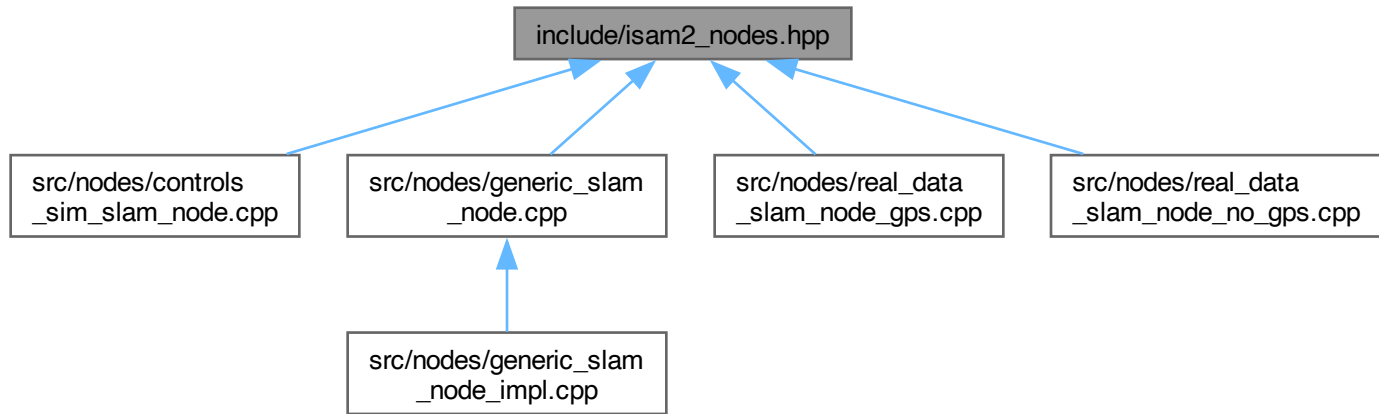 include/isam2_nodes.hpp
src/nodes/controls
_sim_slam_node.cpp
src/nodes/generic_slam
_node.cpp
src/nodes/real_data
_slam_node_gps.cpp
src/nodes/real_data
_slam_node_no_gps.cpp
src/nodes/generic_slam
_node_impl.cpp